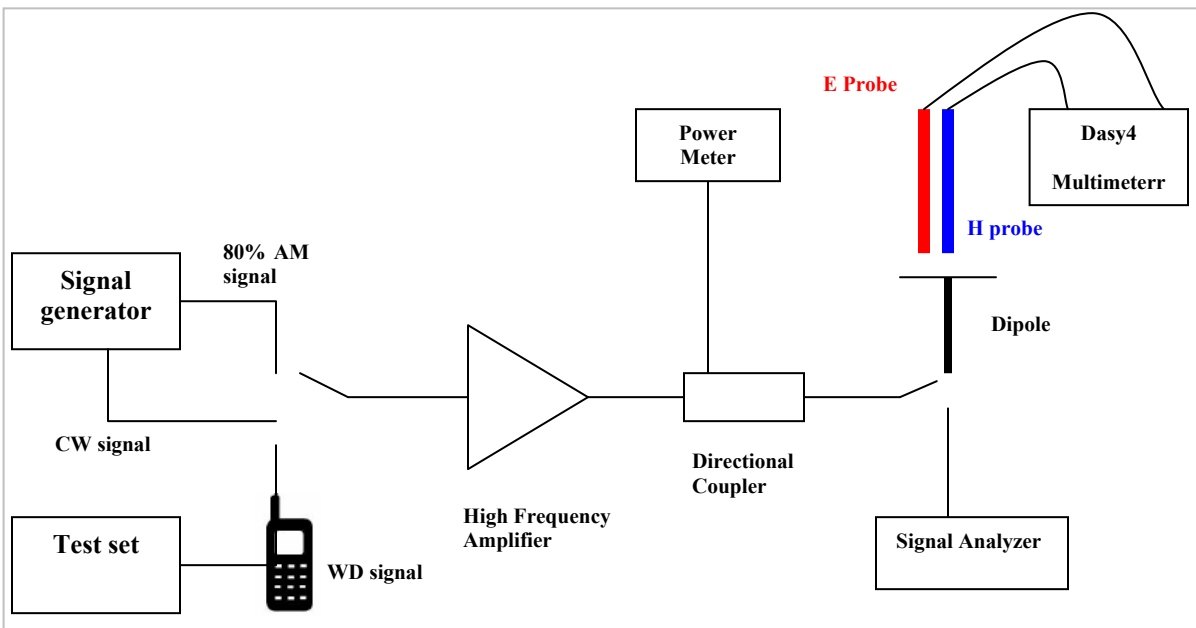 E Probe
Power
Meter
Dasy4
Multimeterr
H probe
80% AM
signal
Signal
generator
Dipole
CW signal
Directional
Coupler
High Frequency
Amplifier
Test set
WD signal
Signal Analyzer